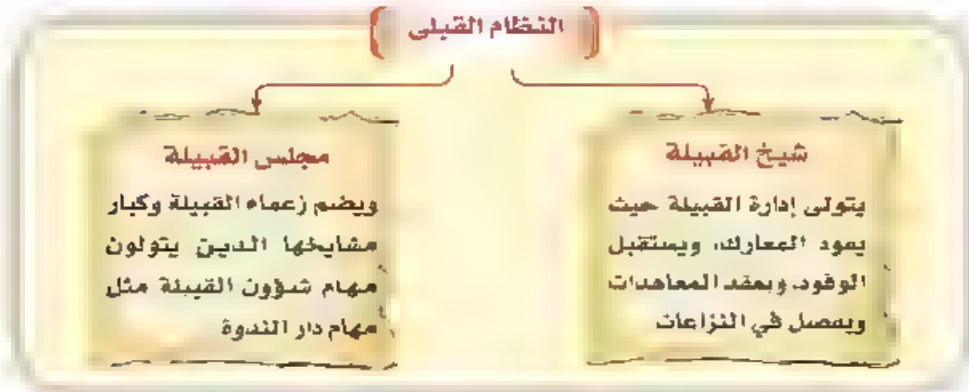 النظام القبلى
شيخ القبيلة
يتولى إدارة القبيلة حيث
يقود المعارك، ويستقبل
الوفود، ويعقد المعاهدات
ويفصل في النزاعات
مجلس القبيلة
ويضم زعماء القبيلة وكبار
مشايخها الذين يتولون
مهام شؤون القبيلة مثل
مهام دار الندوة